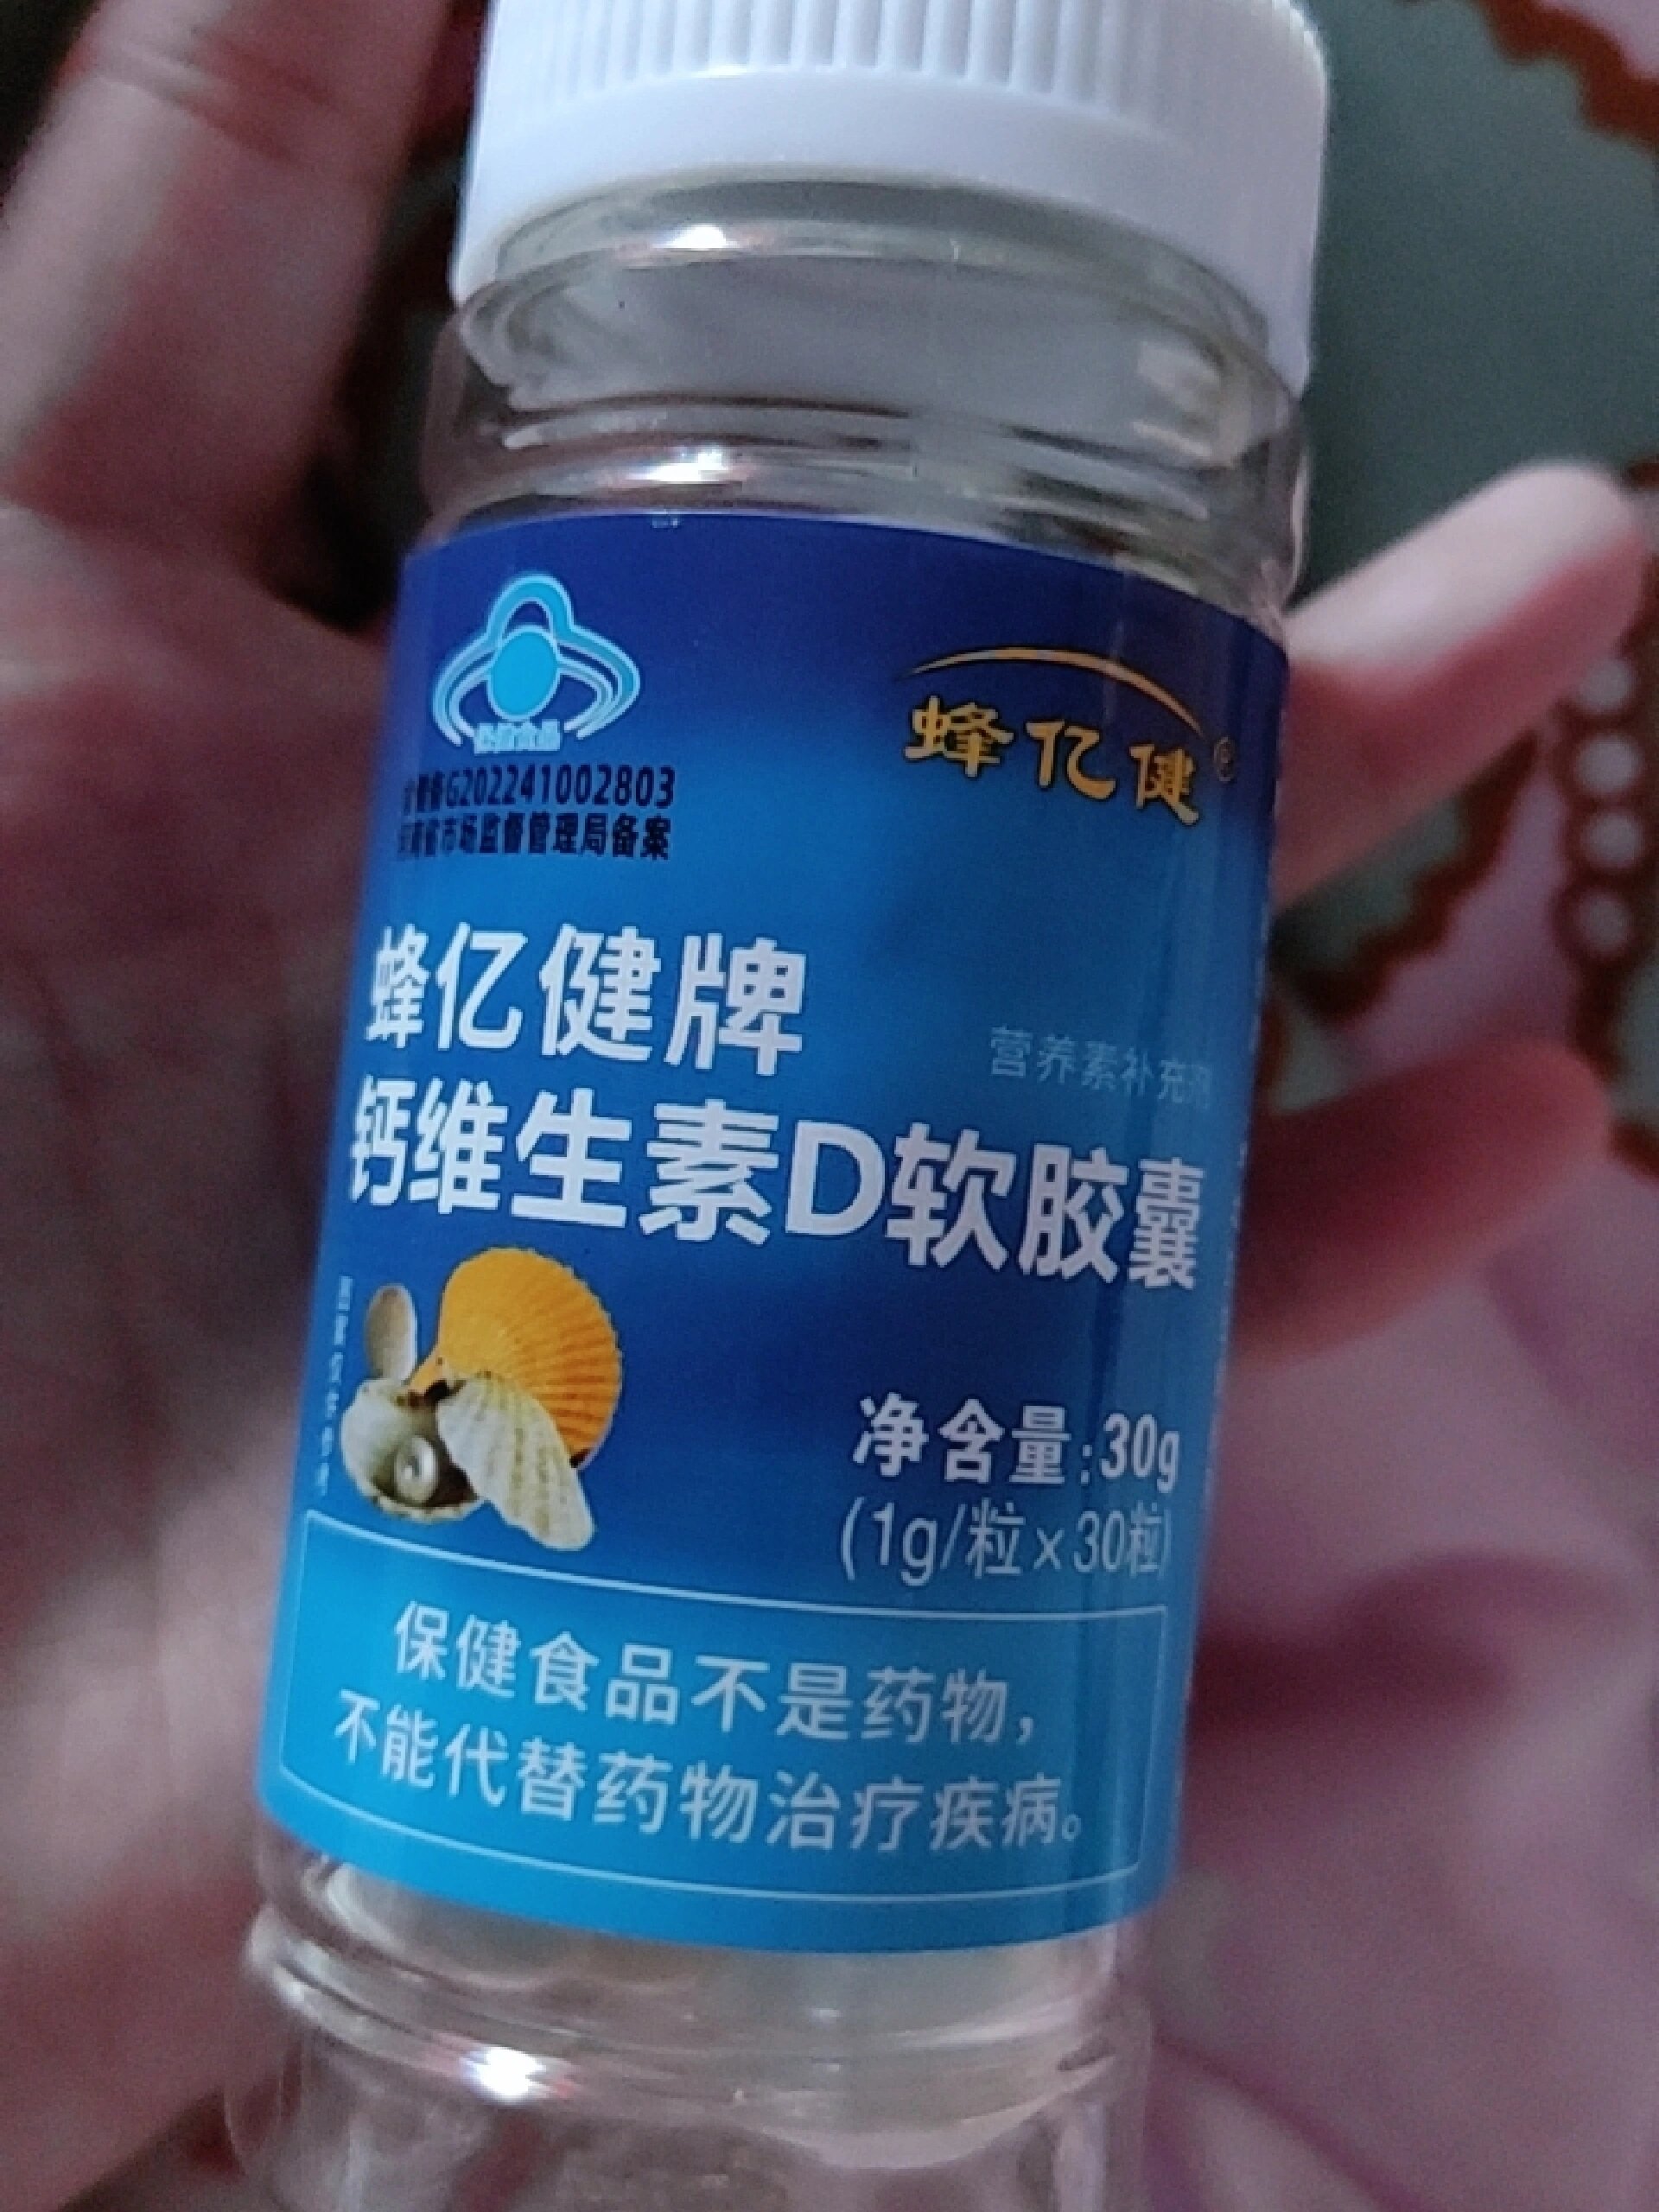 保健食品
蜂亿健®
食健备G202241002803
河南省市场监督管理局备案
蜂亿健牌
营养素补充剂
钙维生素D软胶囊
净含量:30g
(1g/粒×30粒)
保健食品不是药物,
不能代替药物治疗疾病。